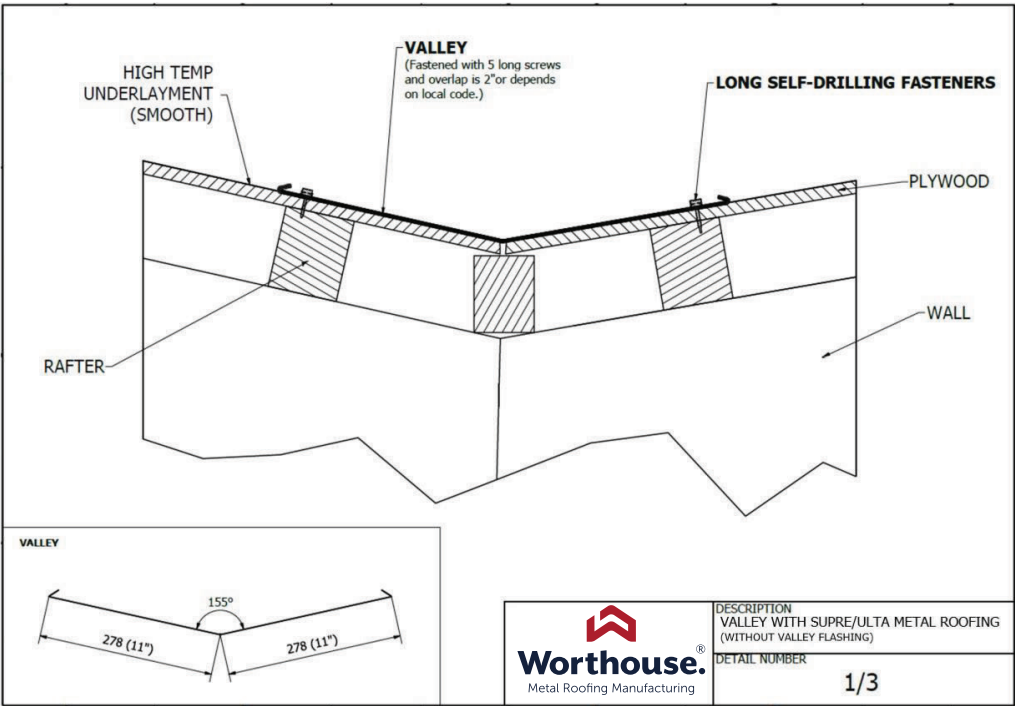 HIGH TEMP
UNDERLAYMENT
(SMOOTH)
VALLEY
(Fastened with 5 long screws
and overlap is 2"or depends
on local code.)
LONG SELF-DRILLING FASTENERS
PLYWOOD
WALL
RAFTER
VALLEY
155°
278 (11")
278 (11")
Worthouse.®
Metal Roofing Manufacturing
DESCRIPTION
VALLEY WITH SUPRE/ULTA METAL ROOFING
(WITHOUT VALLEY FLASHING)
DETAIL NUMBER
1/3